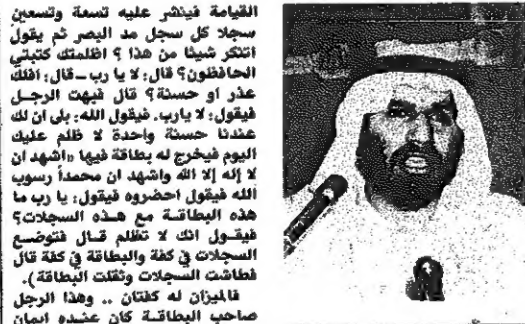 القيامة فينشر عليه تسعة وتسعين
سجلا كل سجل مد البصر ثم يقول
اتنكر شيئا من هذا ؟ اظلمتك كتبتي
الحافظون؟ قال: لا يا رب ــ قال: افلك
عذر او حسنة؟ قال فبهت الرجل
فيقول: لا يارب. فيقول الله: بلى ان لك
عندنا حسنة واحدة لا ظلم عليك
اليوم فيخرج له بطاقة فيها «اشهد ان
لا إله إلا الله واشهد ان محمداً رسوب
الله فيقول احضروه فيقول: يا رب ما
هذه البطاقة مع هذه السجلات؟
فيقول انك لا تظلم قال فتوضع
السجلات في كفة والبطاقة في كفة قال
فطاشت السجلات وثقلت البطاقة).
فالميزان له كفتان .. وهذا الرجل
صاحب البطاقة كان عنده ايمان